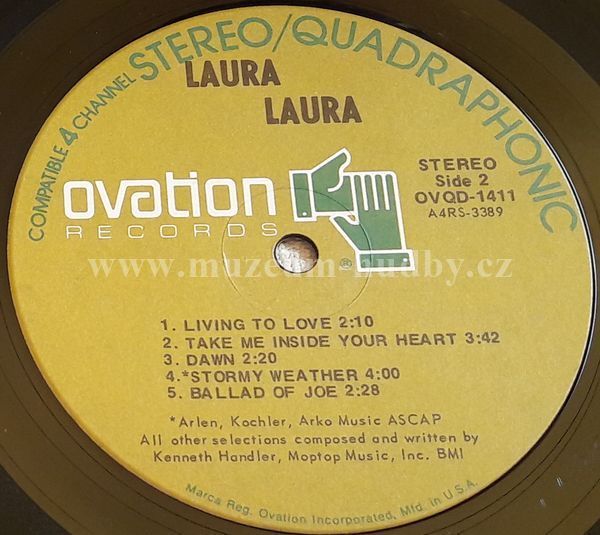 COMPATIBLE 4 CHANNEL STEREO/QUADRAPHONIC
LAURA
LAURA
ovation
RECORDS
®
STEREO
Side 2
OVQD-1411
A4RS-3389
www.muzeum-hudby.cz
1. LIVING TO LOVE 2:10
2. TAKE ME INSIDE YOUR HEART 3:42
3. DAWN 2:20
4.*STORMY WEATHER 4:00
5. BALLAD OF JOE 2:28
*Arlen, Kochler, Arko Music ASCAP
All other selections composed and written by
Kenneth Handler, Moptop Music, Inc. BMI
Marca Reg. Ovation Incorporated, Mfd. in U.S.A.